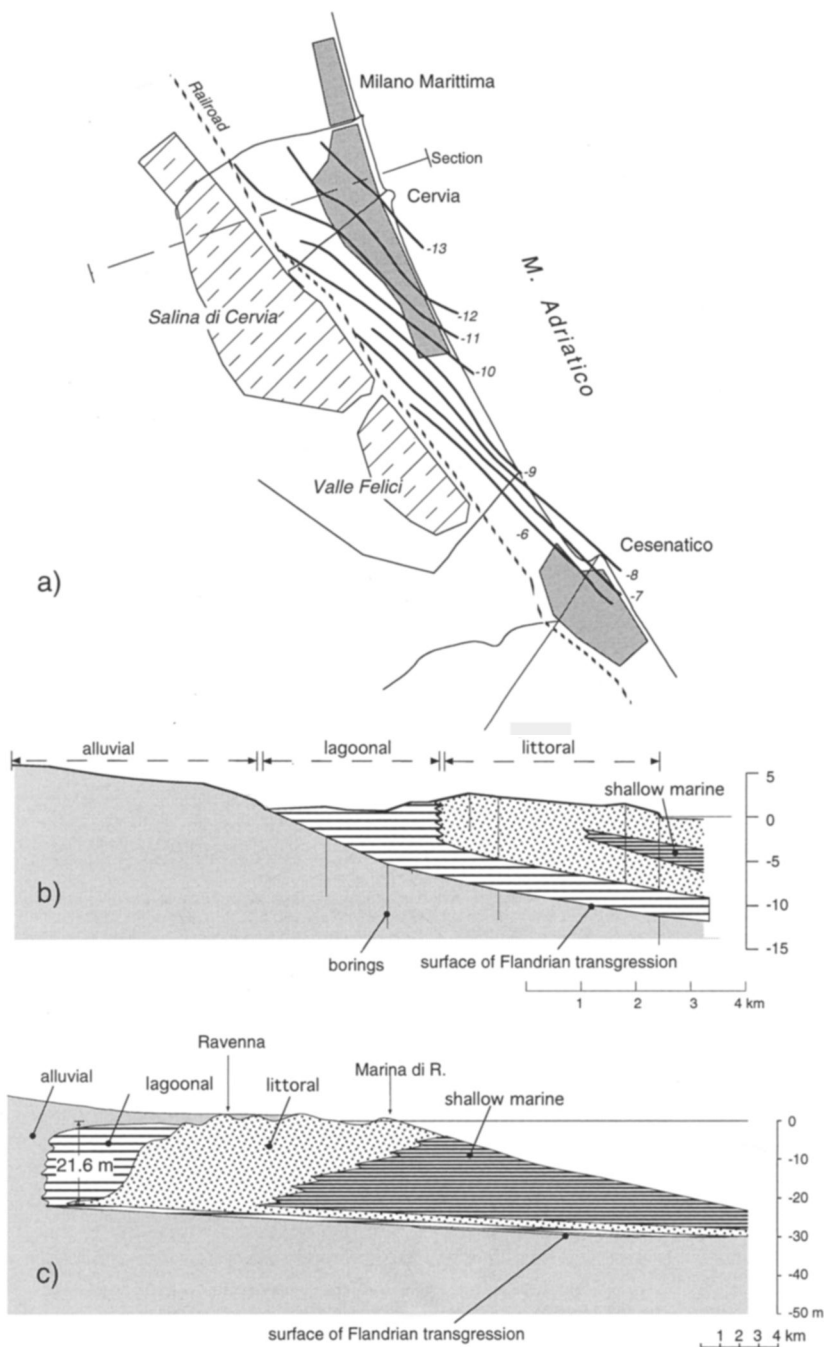 Milano Marittima
Railroad
Section
Cervia
-13
M. Adriatico
Salina di Cervia
-12
-11
-10
Valle Felici
-9
-6
Cesenatico
-8
-7
a)
alluvial
lagoonal
littoral
shallow marine
5
0
-5
-10
-15
b)
borings
surface of Flandrian transgression
1 2 3 4 km
Ravenna
Marina di R.
alluvial
lagoonal
littoral
shallow marine
21.6 m
0
-10
-20
-30
-40
-50 m
c)
surface of Flandrian transgression
1 2 3 4 km